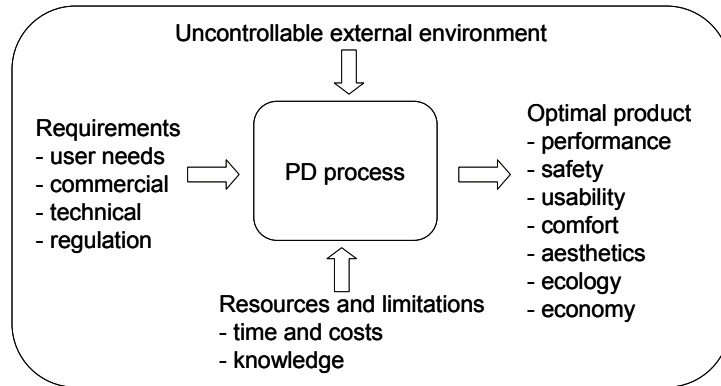 Uncontrollable external environment
Requirements
- user needs
- commercial
- technical
- regulation
PD process
Optimal product
- performance
- safety
- usability
- comfort
- aesthetics
- ecology
- economy
Resources and limitations
- time and costs
- knowledge